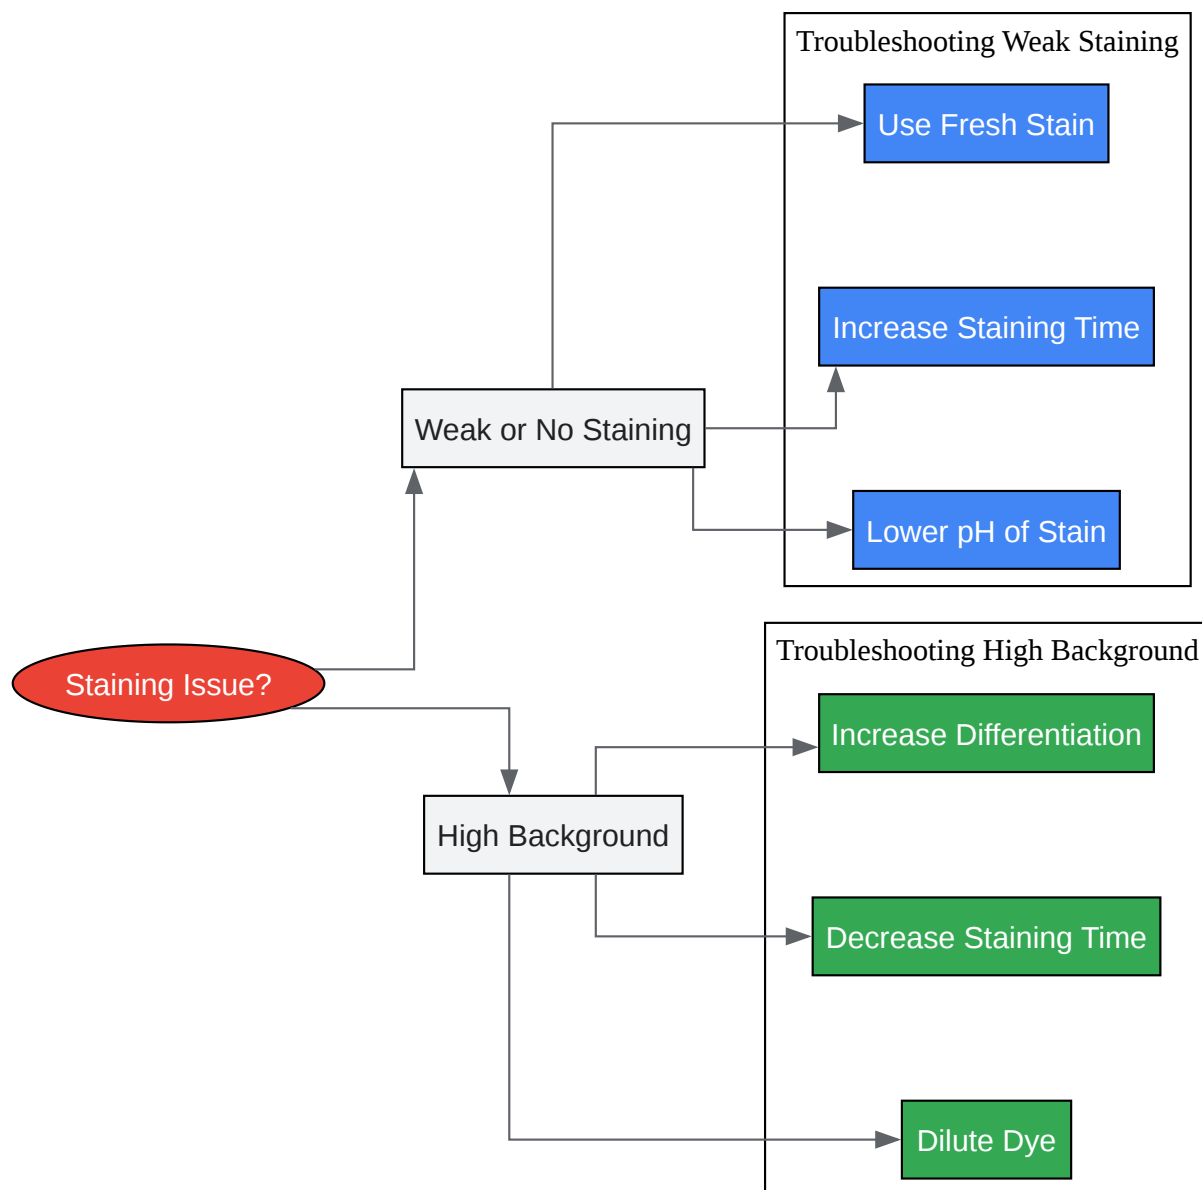 Troubleshooting Weak Staining
Use Fresh Stain
Increase Staining Time
Weak or No Staining
Lower pH of Stain
Troubleshooting High Background
Staining Issue?
Increase Differentiation
High Background
Decrease Staining Time
Dilute Dye